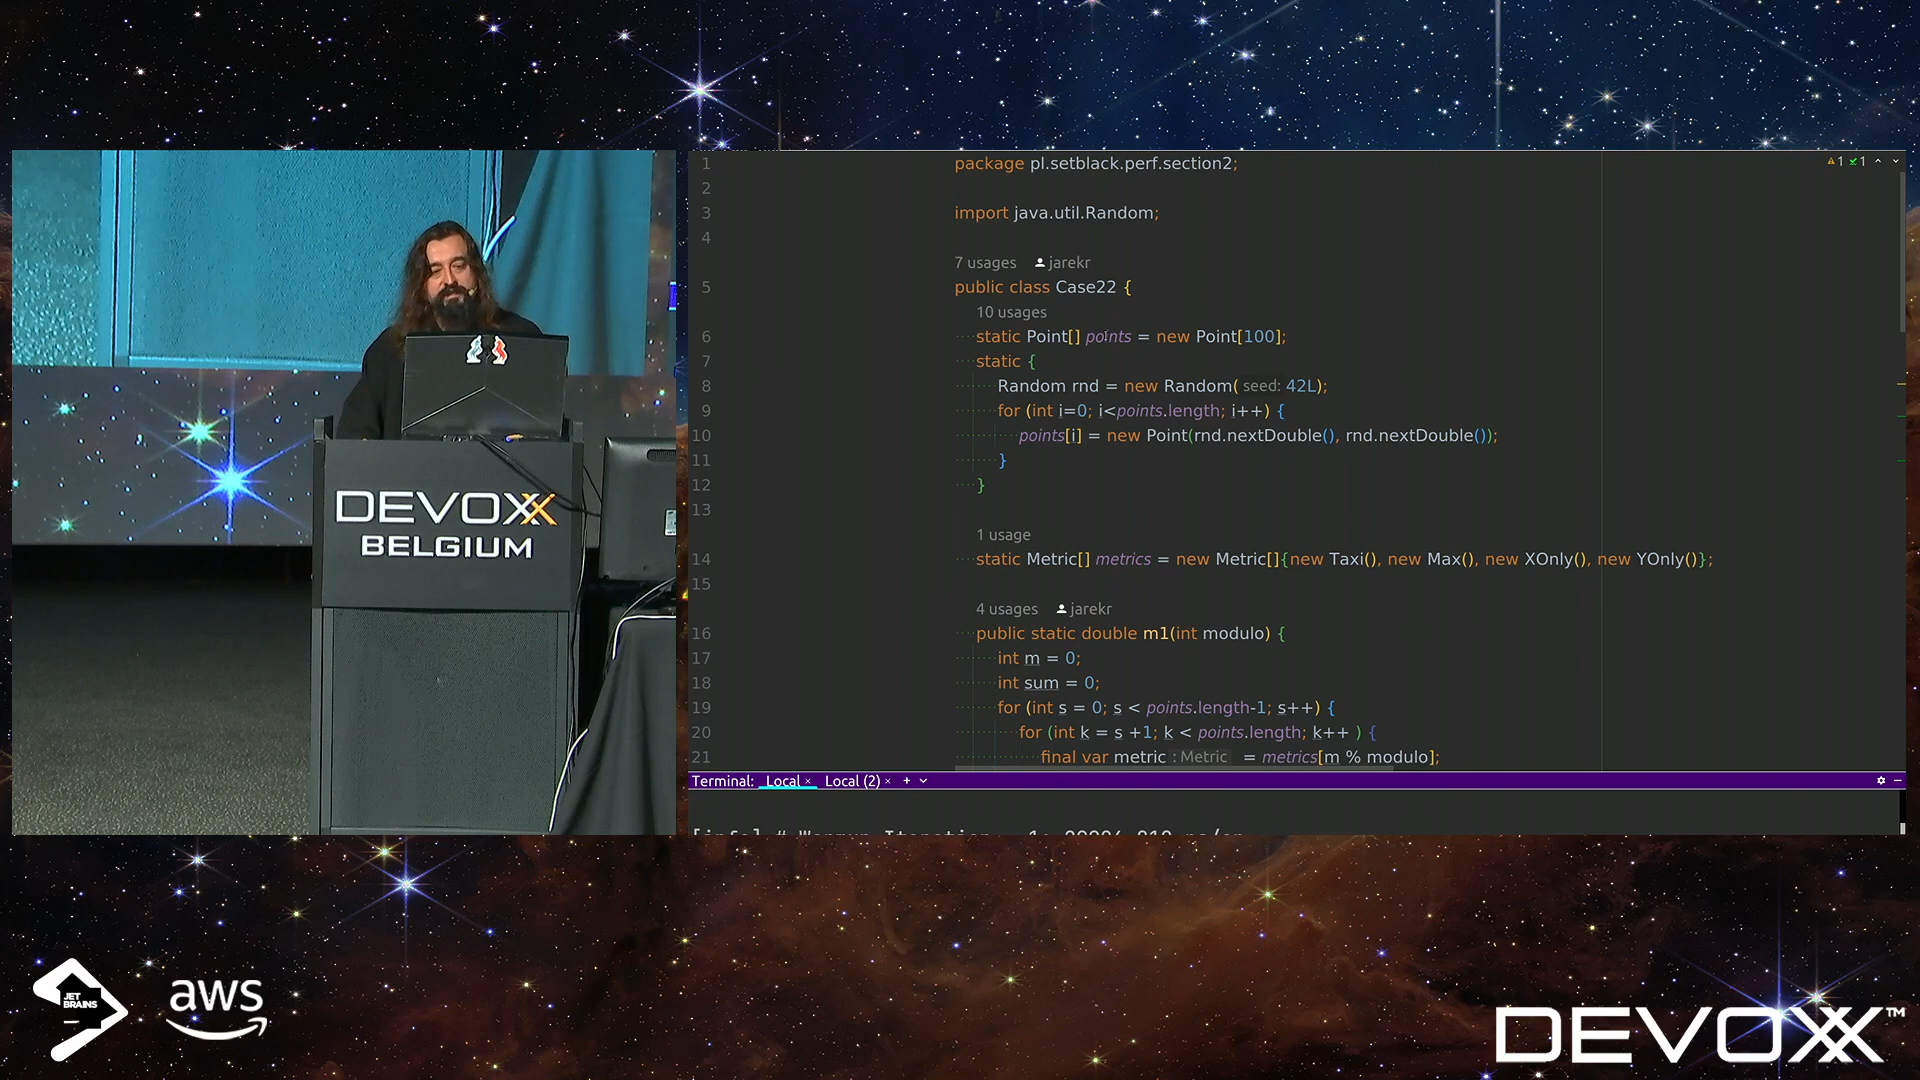 DEVOXX
BELGIUM
1 package pl.setblack.perf.section2;
2
3 import java.util.Random;
4
7 usages jarekr
5 public class Case22 {
10 usages
6 static Point[] points = new Point[100];
7 static {
8 Random rnd = new Random( seed: 42L);
9 for (int i=0; i<points.length; i++) {
10 points[i] = new Point(rnd.nextDouble(), rnd.nextDouble());
11 }
12 }
13
1 usage
14 static Metric[] metrics = new Metric[]{new Taxi(), new Max(), new XOnly(), new YOnly()};
15
4 usages jarekr
16 public static double m1(int modulo) {
17 int m = 0;
18 int sum = 0;
19 for (int s = 0; s < points.length-1; s++) {
20 for (int k = s +1; k < points.length; k++ ) {
21 final var metric : Metric = metrics[m % modulo];
1 1
Terminal: Local × Local (2) × +
JET
BRAINS
aws
DEVOXX™